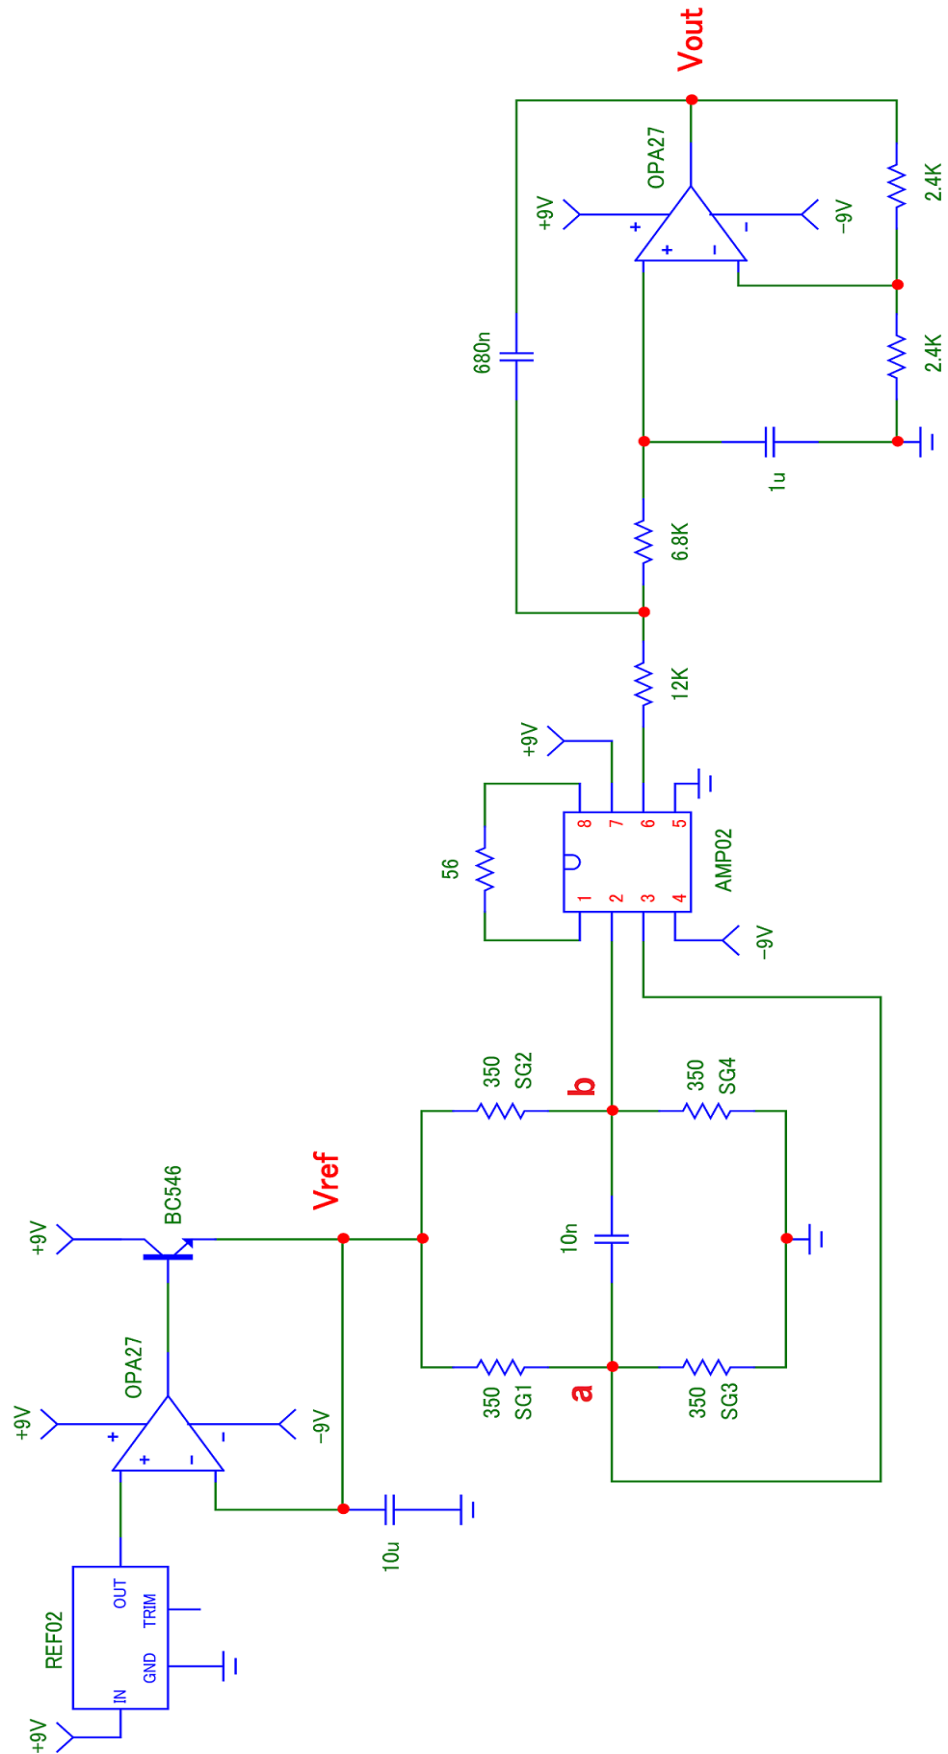 +9V
REF02
IN
OUT
GND
TRIM
+9V
OPA27
+
+
-
-
-9V
10u
+9V
BC546
Vref
350
SG1
350
SG2
a
10n
b
350
SG3
350
SG4
56
1
8
2
7
3
6
4
5
AMP02
+9V
-9V
12K
6.8K
680n
1u
+9V
OPA27
+
+
-
-
-9V
2.4K
2.4K
Vout